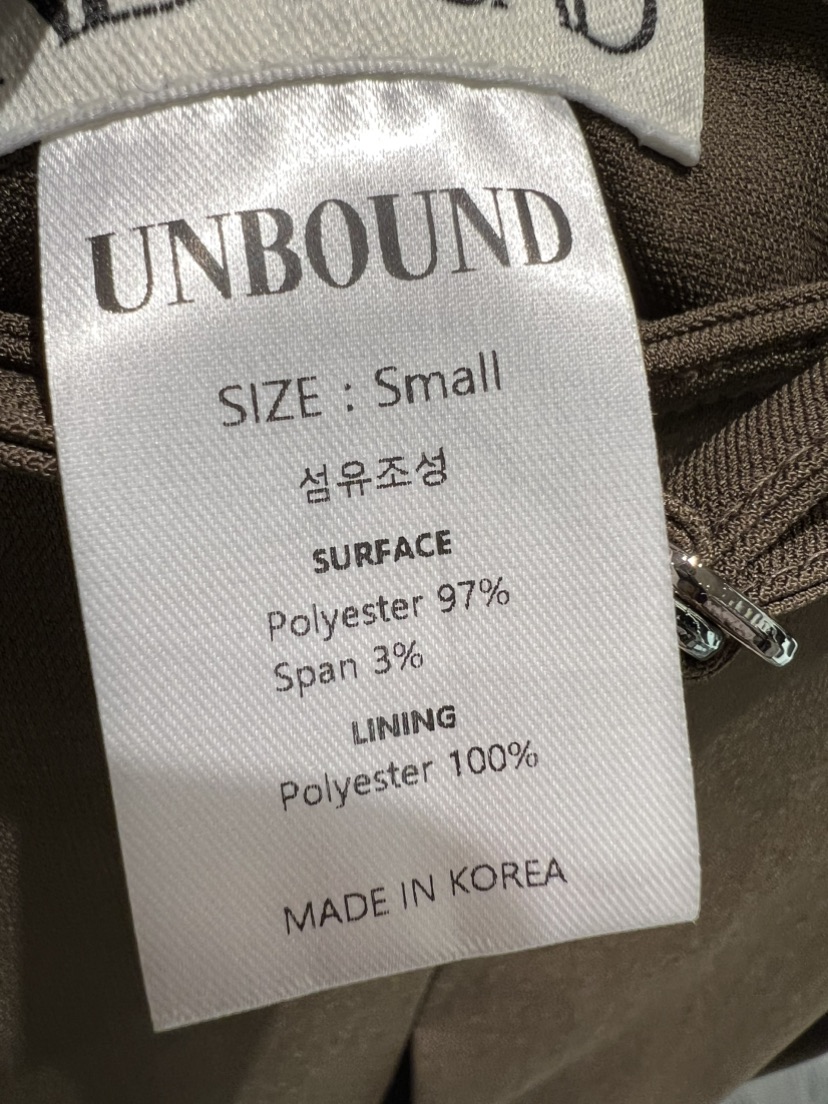 UNBOUND
SIZE : Small
섬유조성
SURFACE
Polyester 97%
Span 3%
LINING
Polyester 100%
MADE IN KOREA